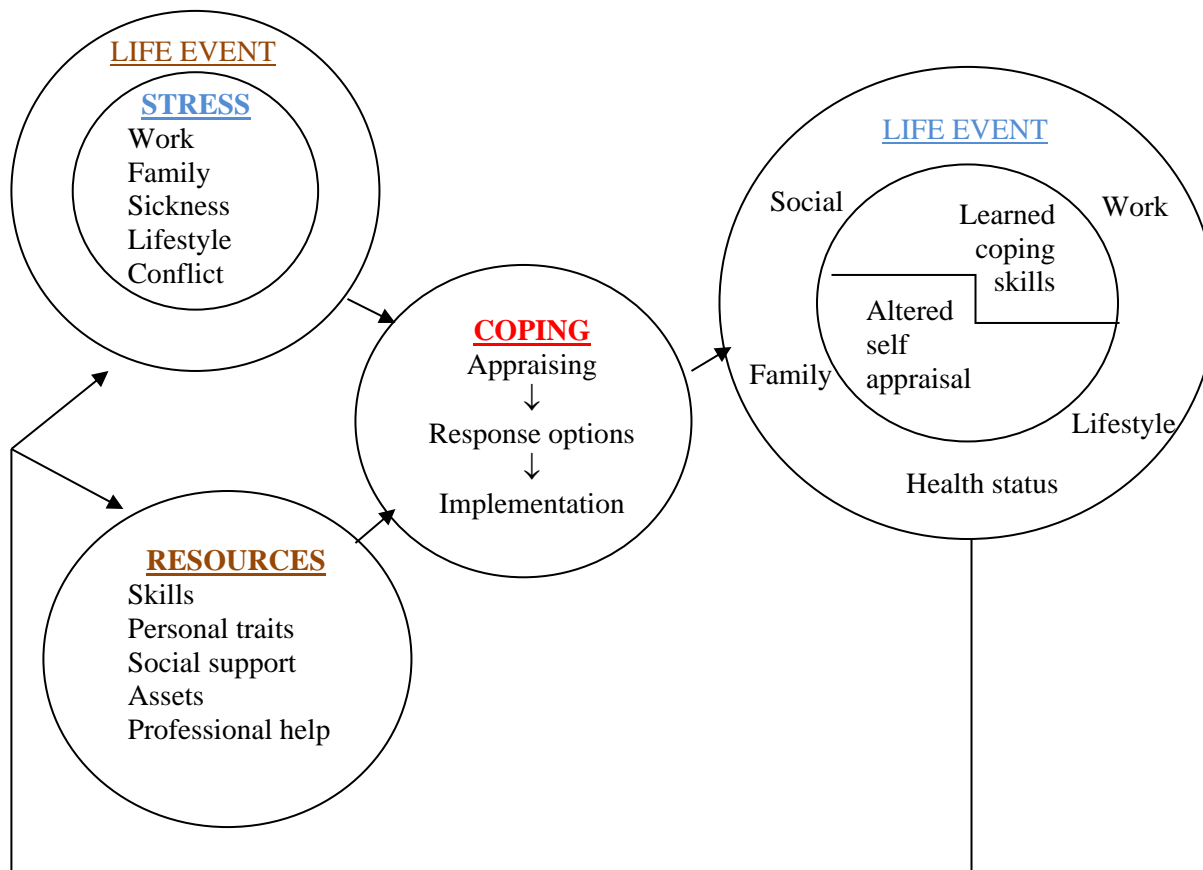 LIFE EVENT
STRESS
Work
Family
Sickness
Lifestyle
Conflict
RESOURCES
Skills
Personal traits
Social support
Assets
Professional help
COPING
Appraising
↓
Response options
↓
Implementation
LIFE EVENT
Social
Work
Learned
coping
skills
Altered
self
appraisal
Family
Lifestyle
Health status